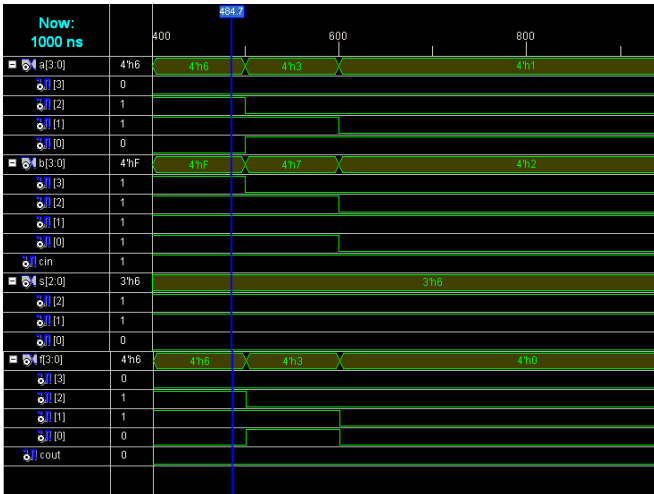 484.7
Now:
1000 ns
400 600 800
a[3:0] 4'h6 4'h6 4'h3 4'h1
[3] 0
[2] 1
[1] 1
[0] 0
b[3:0] 4'hF 4'hF 4'h7 4'h2
[3] 1
[2] 1
[1] 1
[0] 1
cin 1
s[2:0] 3'h6 3'h6
[2] 1
[1] 1
[0] 0
f[3:0] 4'h6 4'h6 4'h3 4'h0
[3] 0
[2] 1
[1] 1
[0] 0
cout 0